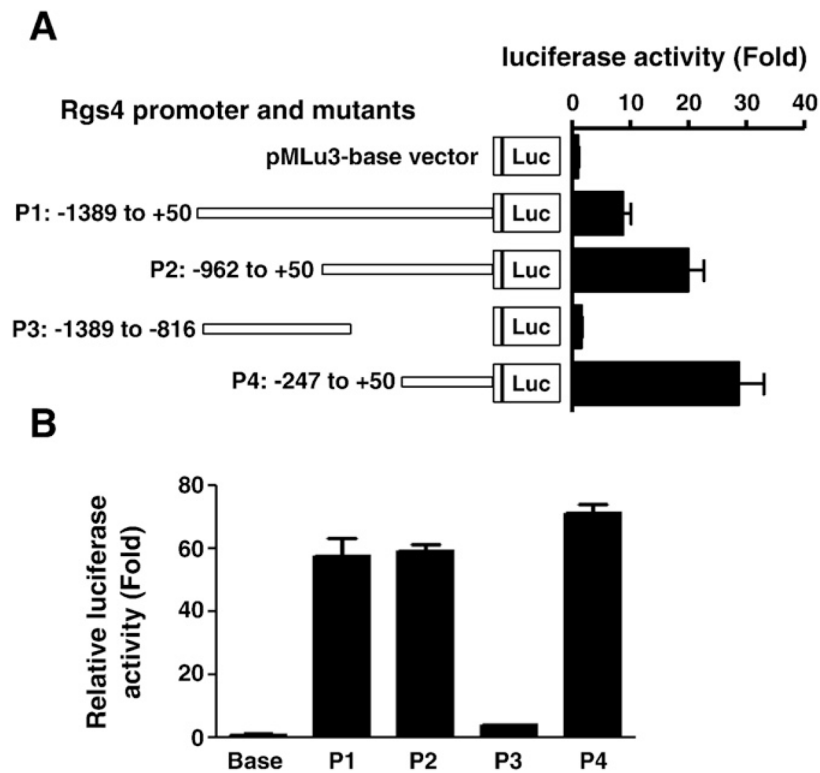 A
luciferase activity (Fold)
Rgs4 promoter and mutants
0 10 20 30 40
pMLu3-base vector Luc
P1: -1389 to +50 Luc
P2: -962 to +50 Luc
P3: -1389 to -816 Luc
P4: -247 to +50 Luc
B
Relative luciferase
activity (Fold)
80
60
40
20
0
Base P1 P2 P3 P4